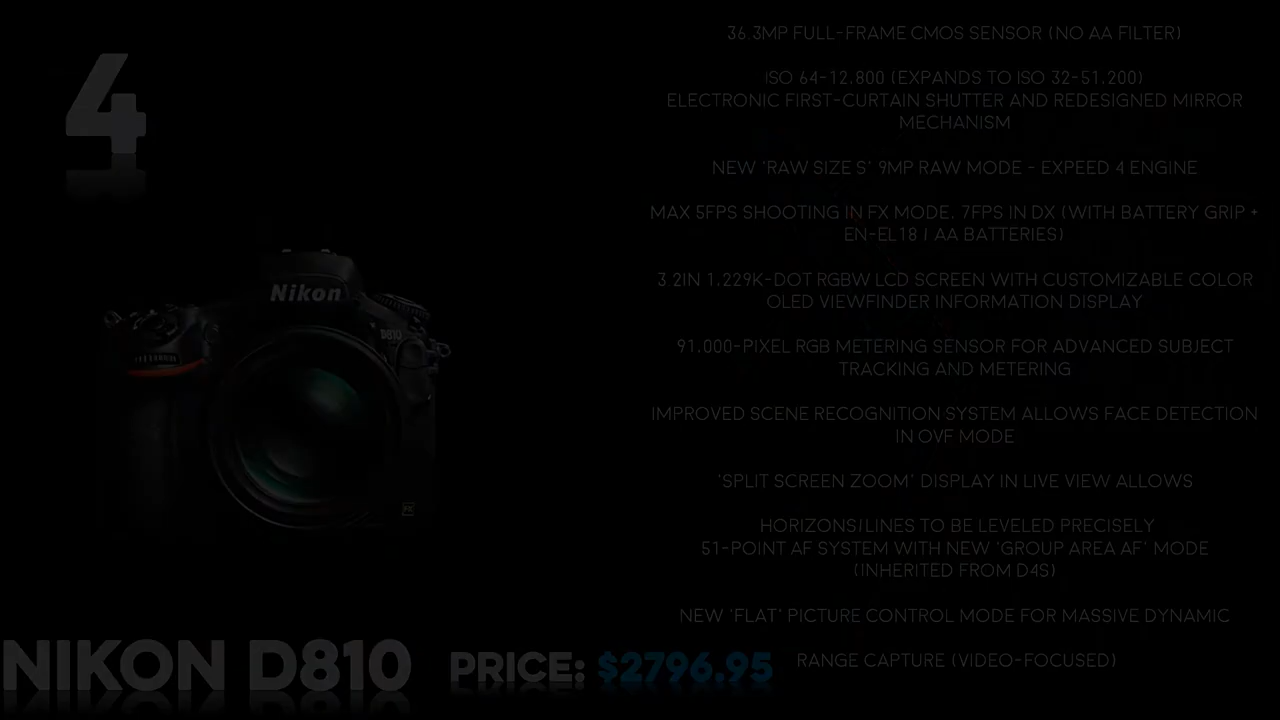 4
36.3MP FULL-FRAME CMOS SENSOR (NO AA FILTER)
ISO 64-12.800 (EXPANDS TO ISO 32-51.200)
ELECTRONIC FIRST-CURTAIN SHUTTER AND REDESIGNED MIRROR
MECHANISM
NEW 'RAW SIZE S' 9MP RAW MODE - EXPEED 4 ENGINE
MAX 5FPS SHOOTING IN FX MODE, 7FPS IN DX (WITH BATTERY GRIP +
EN-EL18 / AA BATTERIES)
3.2IN 1.229K-DOT RGBW LCD SCREEN WITH CUSTOMIZABLE COLOR
OLED VIEWFINDER INFORMATION DISPLAY
91.000-PIXEL RGB METERING SENSOR FOR ADVANCED SUBJECT
TRACKING AND METERING
IMPROVED SCENE RECOGNITION SYSTEM ALLOWS FACE DETECTION
IN OVF MODE
'SPLIT SCREEN ZOOM' DISPLAY IN LIVE VIEW ALLOWS
HORIZONS/LINES TO BE LEVELED PRECISELY
51-POINT AF SYSTEM WITH NEW 'GROUP AREA AF' MODE
(INHERITED FROM D4S)
NEW 'FLAT' PICTURE CONTROL MODE FOR MASSIVE DYNAMIC
RANGE CAPTURE (VIDEO-FOCUSED)
Nikon
D810
FX
NIKON D810 PRICE: $2796.95